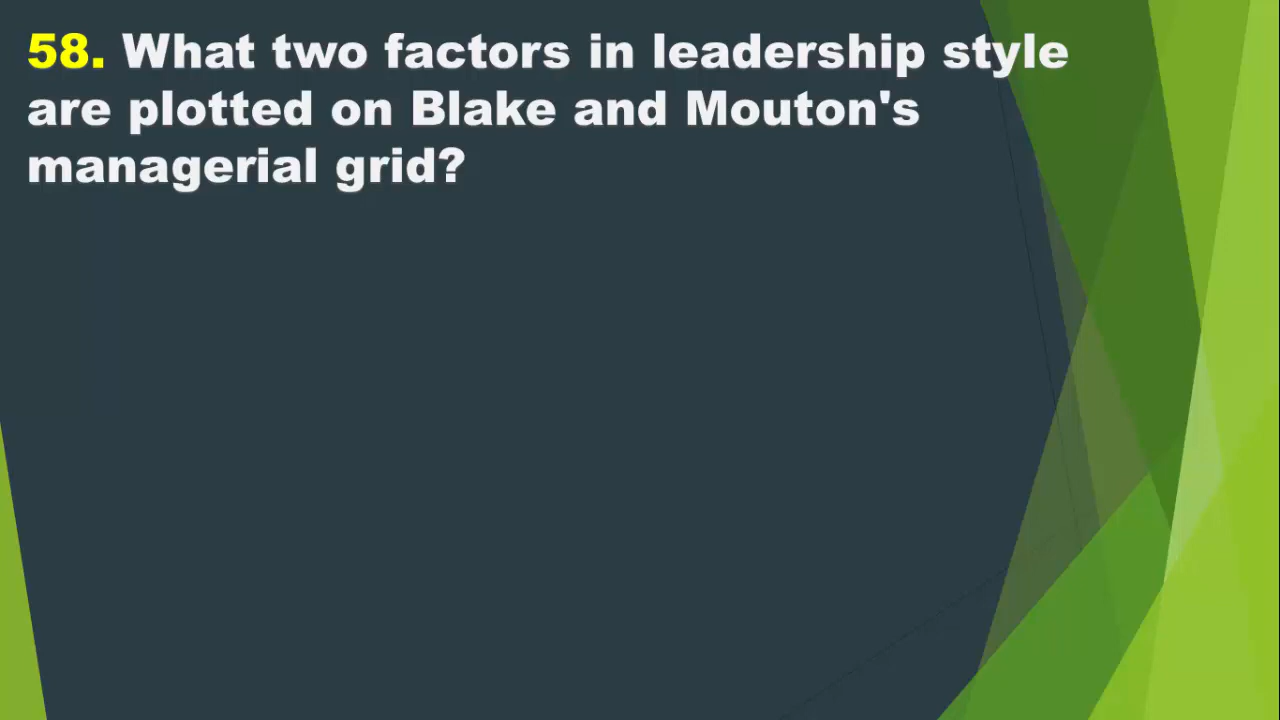 58. What two factors in leadership style
are plotted on Blake and Mouton's
managerial grid?